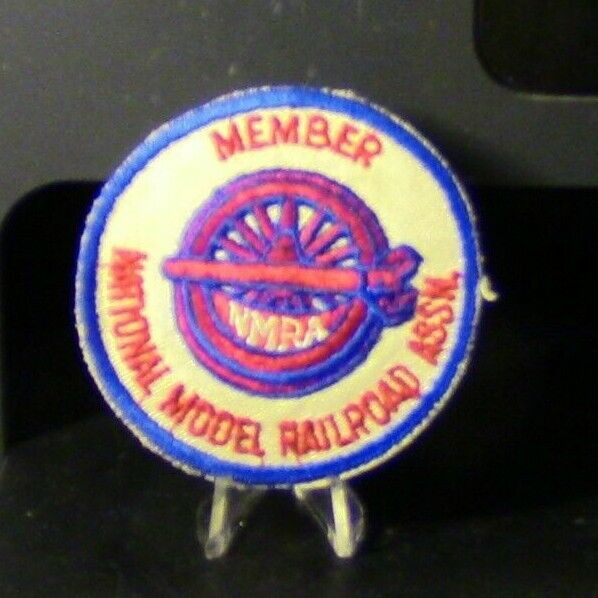 MEMBER
NMRA
NATIONAL MODEL RAILROAD ASSN.